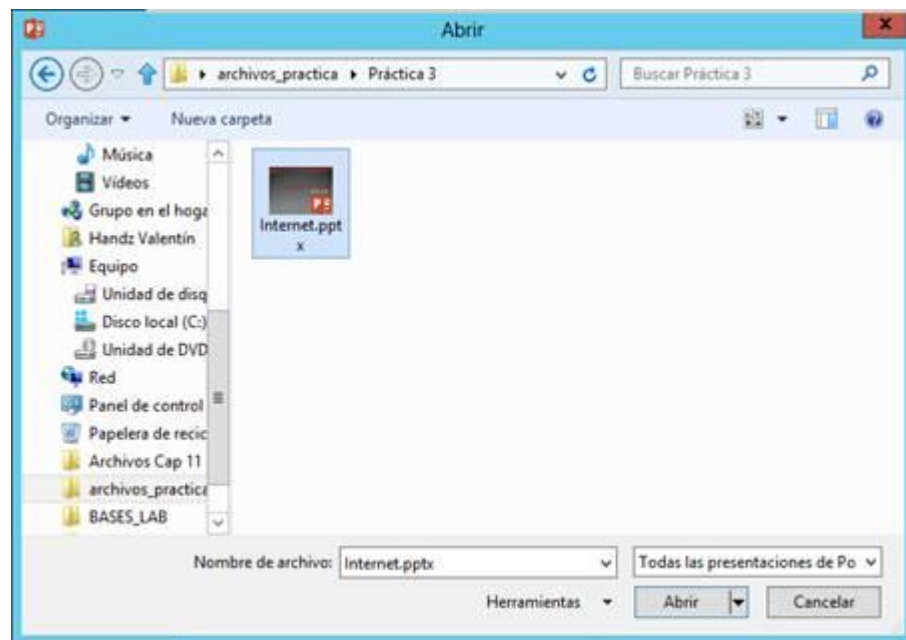 Abrir
archivos_practica ▸ Práctica 3
Buscar Práctica 3
Organizar
Nueva carpeta
Música
Vídeos
Grupo en el hoga
Handz Valentín
Equipo
Unidad de disq
Disco local (C:)
Unidad de DVD
Red
Panel de control
Papelera de recic
Archivos Cap 11
archivos_practica
BASES_LAB
Internet.ppt
x
Nombre de archivo: Internet.pptx
Todas las presentaciones de Po
Herramientas
Abrir
Cancelar